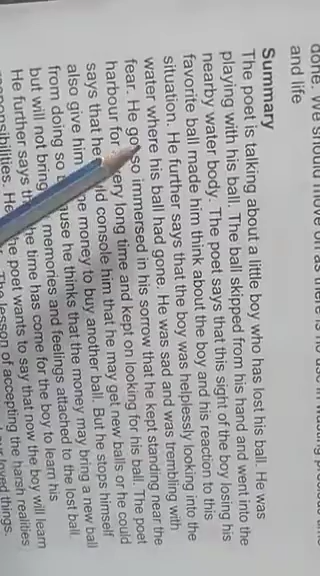 done. We should move on as there is no use in
and life
Summary
The poet is talking about a little boy who has lost his ball. He was
playing with his ball. The ball skipped from his hand and went into the
nearby water body. The poet says that this sight of the boy losing his
favorite ball made him think about the boy and his reaction to this
situation. He further says that the boy was helplessly looking into the
water where his ball had gone. He was sad and was trembling with
fear. He go so immersed in his sorrow that he kept standing near the
harbour for very long time and kept on looking for his ball. The poet
says that he could console him that he may get new balls or he could
also give him the money to buy another ball. But he stops himself
from doing so because he thinks that the money may bring a new ball
but will not bring memories and feelings attached to the lost ball.
He further says the time has come for the boy to learn his
responsibilities. He poet wants to say that now the boy will learn
The lesson of accepting the harsh realities
loved things.